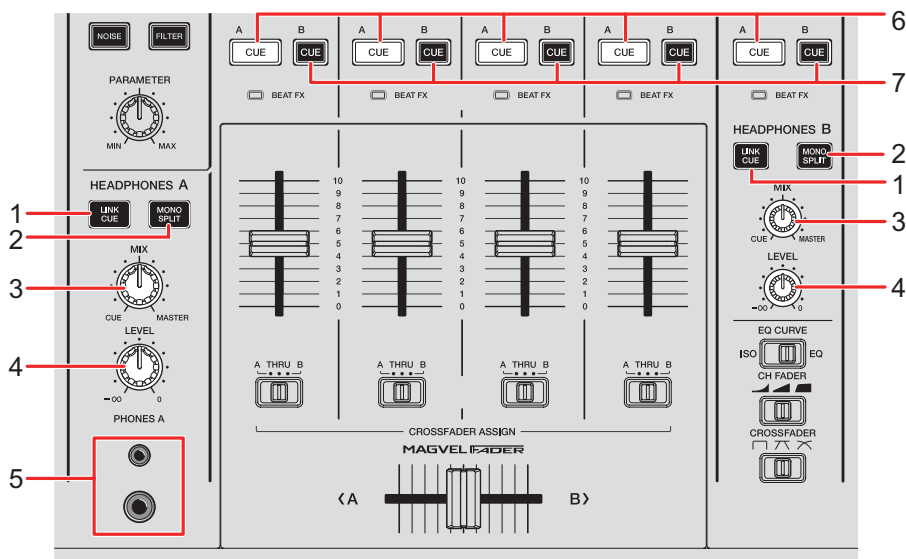 A B A B A B A B A B 6
NOISE FILTER CUE CUE CUE CUE CUE CUE CUE CUE CUE CUE
7
PARAMETER BEAT FX BEAT FX BEAT FX BEAT FX BEAT FX
MIN MAX
HEADPHONES B
LINK CUE MONO SPLIT 2
1
HEADPHONES A
1 LINK CUE MONO SPLIT
2
MIX
3
CUE MASTER
LEVEL
4
-∞ 0
PHONES A
5
10 10 10 10
9 9 9 9
8 8 8 8
7 7 7 7
6 6 6 6
5 5 5 5
4 4 4 4
3 3 3 3
2 2 2 2
1 1 1 1
0 0 0 0
A THRU B A THRU B A THRU B A THRU B
CROSSFADER ASSIGN
MAGVEL FADER
〈A B〉
MIX
3
CUE MASTER
LEVEL
4
-∞ 0
EQ CURVE
ISO EQ
CH FADER
CROSSFADER